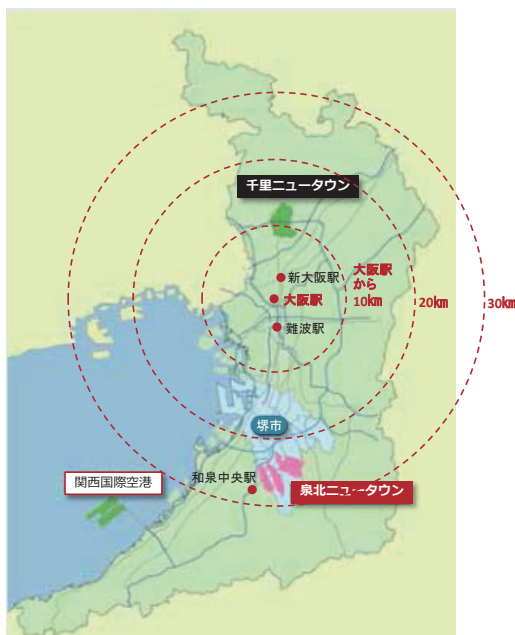 千里ニュータウン
新大阪駅
大阪駅
から
10km
大阪駅
20km
30km
難波駅
堺市
和泉中央駅
関西国際空港
泉北ニュータウン